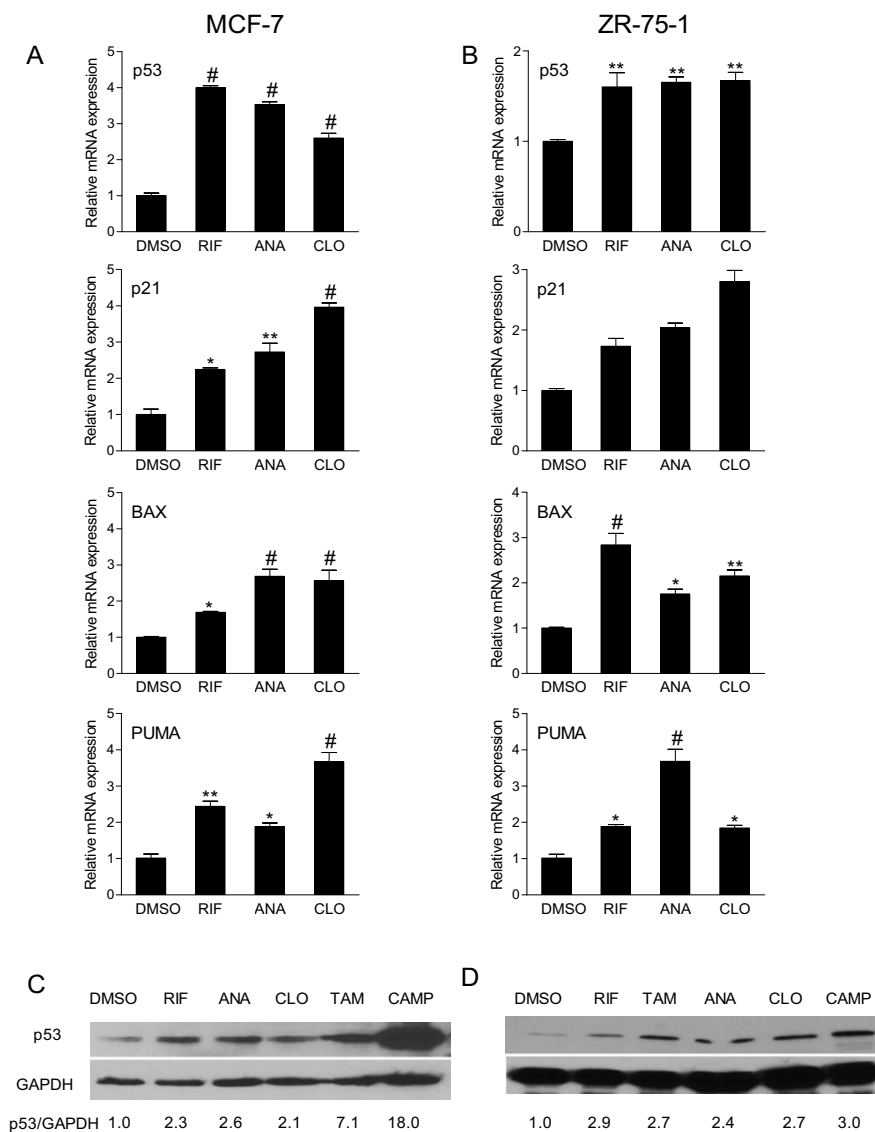 MCF-7
ZR-75-1
A
p53
Relative mRNA expression
5
4
3
2
1
0
#
#
#
DMSO RIF ANA CLO
p21
Relative mRNA expression
5
4
3
2
1
0
*
**
#
DMSO RIF ANA CLO
BAX
Relative mRNA expression
5
4
3
2
1
0
*
#
#
DMSO RIF ANA CLO
PUMA
Relative mRNA expression
5
4
3
2
1
0
**
*
#
DMSO RIF ANA CLO
B
p53
Relative mRNA expression
2
1
0
**
**
**
DMSO RIF ANA CLO
p21
Relative mRNA expression
3
2
1
0
DMSO RIF ANA CLO
BAX
Relative mRNA expression
4
3
2
1
0
#
*
**
DMSO RIF ANA CLO
PUMA
Relative mRNA expression
5
4
3
2
1
0
*
#
*
DMSO RIF ANA CLO
C
DMSO RIF ANA CLO TAM CAMP
p53
GAPDH
p53/GAPDH 1.0 2.3 2.6 2.1 7.1 18.0
D
DMSO RIF TAM ANA CLO CAMP
1.0 2.9 2.7 2.4 2.7 3.0